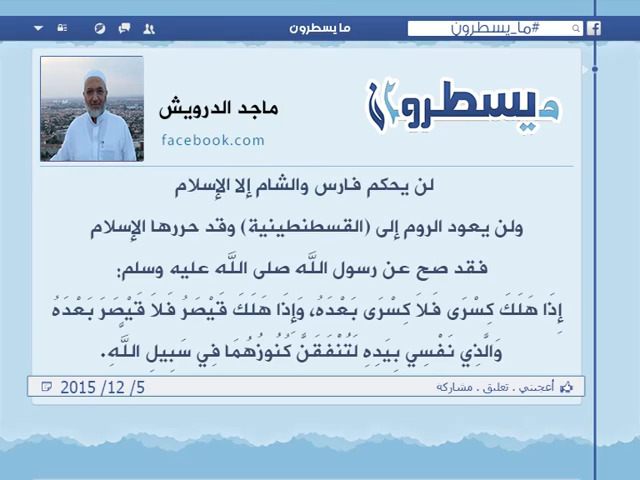 ما يسطرون
#ما_يسطرون
ما يسطرون
ماجد الدرويش
facebook.com
لن يحكم فارس والشام إلا الإسلام
ولن يعود الروم إلى (القسطنطينية) وقد حررها الإسلام
فقد صح عن رسول الله صلى الله عليه وسلم:
إِذَا هَلَكَ كِسْرَى فَلَا كِسْرَى بَعْدَهُ، وَإِذَا هَلَكَ قَيْصَرُ فَلَا قَيْصَرَ بَعْدَهُ
وَالَّذِي نَفْسِي بِيَدِهِ لَتُنْفَقَنَّ كُنُوزُهُمَا فِي سَبِيلِ اللَّهِ.
أعجبني . تعليق . مشاركة
2015 /12 /5